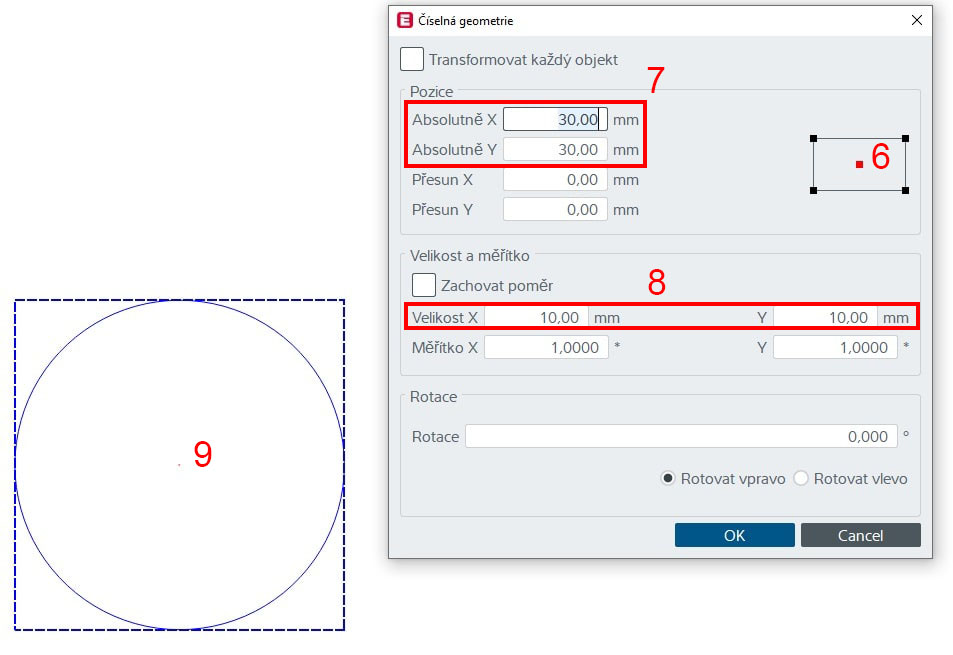 E Číselná geometrie
Transformovat každý objekt
7
Pozice
Absolutně X 30,00 mm
Absolutně Y 30,00 mm
6
Přesun X 0,00 mm
Přesun Y 0,00 mm
Velikost a měřítko
8
Zachovat poměr
Velikost X 10,00 mm Y 10,00 mm
Měřítko X 1,0000 * Y 1,0000 *
Rotace
Rotace 0,000 °
9
Rotovat vpravo Rotovat vlevo
OK Cancel